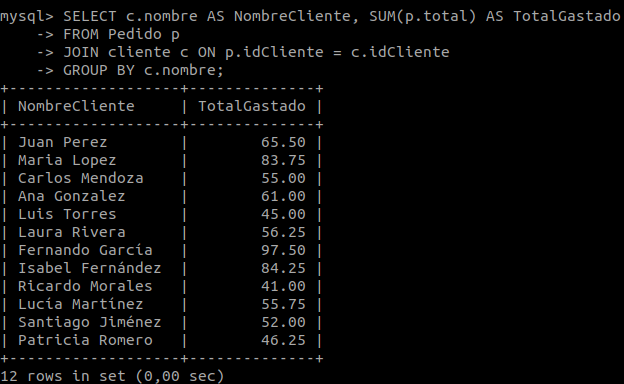 mysql> SELECT c.nombre AS NombreCliente, SUM(p.total) AS TotalGastado
    -> FROM Pedido p
    -> JOIN cliente c ON p.idCliente = c.idCliente
    -> GROUP BY c.nombre;
+-------------------+--------------+
| NombreCliente     | TotalGastado |
+-------------------+--------------+
| Juan Perez        |        65.50 |
| Maria Lopez       |        83.75 |
| Carlos Mendoza    |        55.00 |
| Ana Gonzalez      |        61.00 |
| Luis Torres       |        45.00 |
| Laura Rivera      |        56.25 |
| Fernando García   |        97.50 |
| Isabel Fernández  |        84.25 |
| Ricardo Morales   |        41.00 |
| Lucía Martínez    |        55.75 |
| Santiago Jiménez  |        52.00 |
| Patricia Romero   |        46.25 |
+-------------------+--------------+
12 rows in set (0,00 sec)